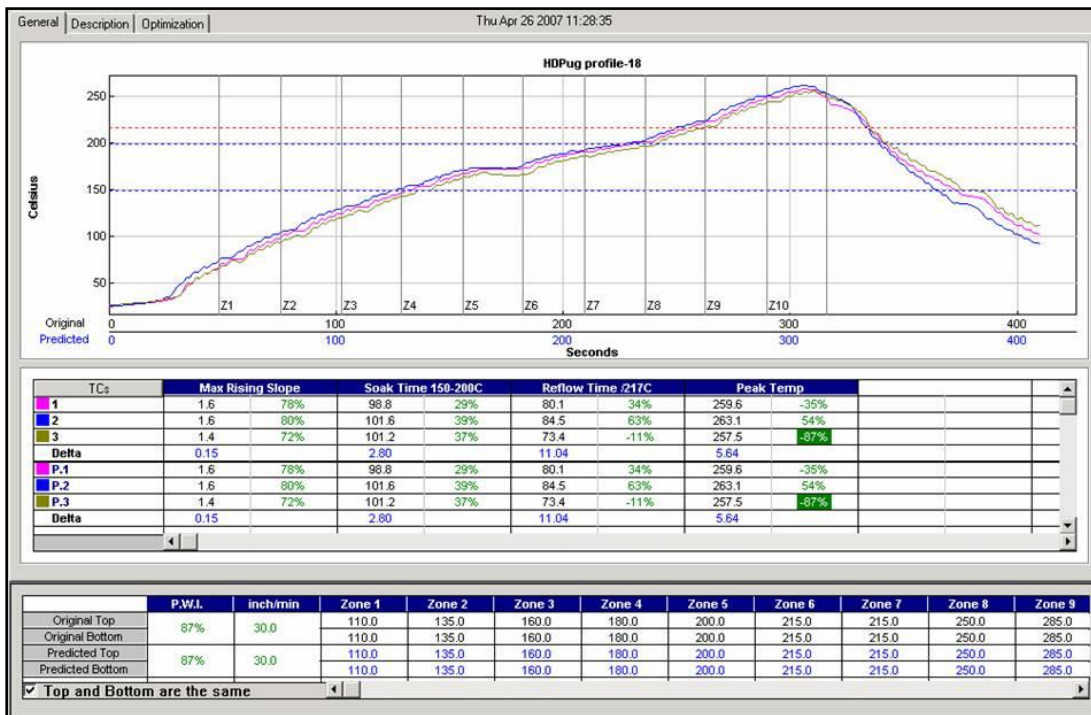 General Description Optimization Thu Apr 26 2007 11:28:35
HDPug profile-18
250
200
150
100
50
Celsius
Z1 Z2 Z3 Z4 Z5 Z6 Z7 Z8 Z9 Z10
Original 0 100 200 300 400
Predicted 0 100 200 300 400
Seconds
TCs Max Rising Slope Soak Time 150-200C Reflow Time /217C Peak Temp
1 1.6 78% 98.8 29% 80.1 34% 259.6 -35%
2 1.6 80% 101.6 39% 84.5 63% 263.1 54%
3 1.4 72% 101.2 37% 73.4 -11% 257.5 -87%
Delta 0.15 2.80 11.04 5.64
P.1 1.6 78% 98.8 29% 80.1 34% 259.6 -35%
P.2 1.6 80% 101.6 39% 84.5 63% 263.1 54%
P.3 1.4 72% 101.2 37% 73.4 -11% 257.5 -87%
Delta 0.15 2.80 11.04 5.64
P.W.I. inch/min Zone 1 Zone 2 Zone 3 Zone 4 Zone 5 Zone 6 Zone 7 Zone 8 Zone 9
Original Top 87% 30.0 110.0 135.0 160.0 180.0 200.0 215.0 215.0 250.0 285.0
Original Bottom 110.0 135.0 160.0 180.0 200.0 215.0 215.0 250.0 285.0
Predicted Top 87% 30.0 110.0 135.0 160.0 180.0 200.0 215.0 215.0 250.0 285.0
Predicted Bottom 110.0 135.0 160.0 180.0 200.0 215.0 215.0 250.0 285.0
Top and Bottom are the same